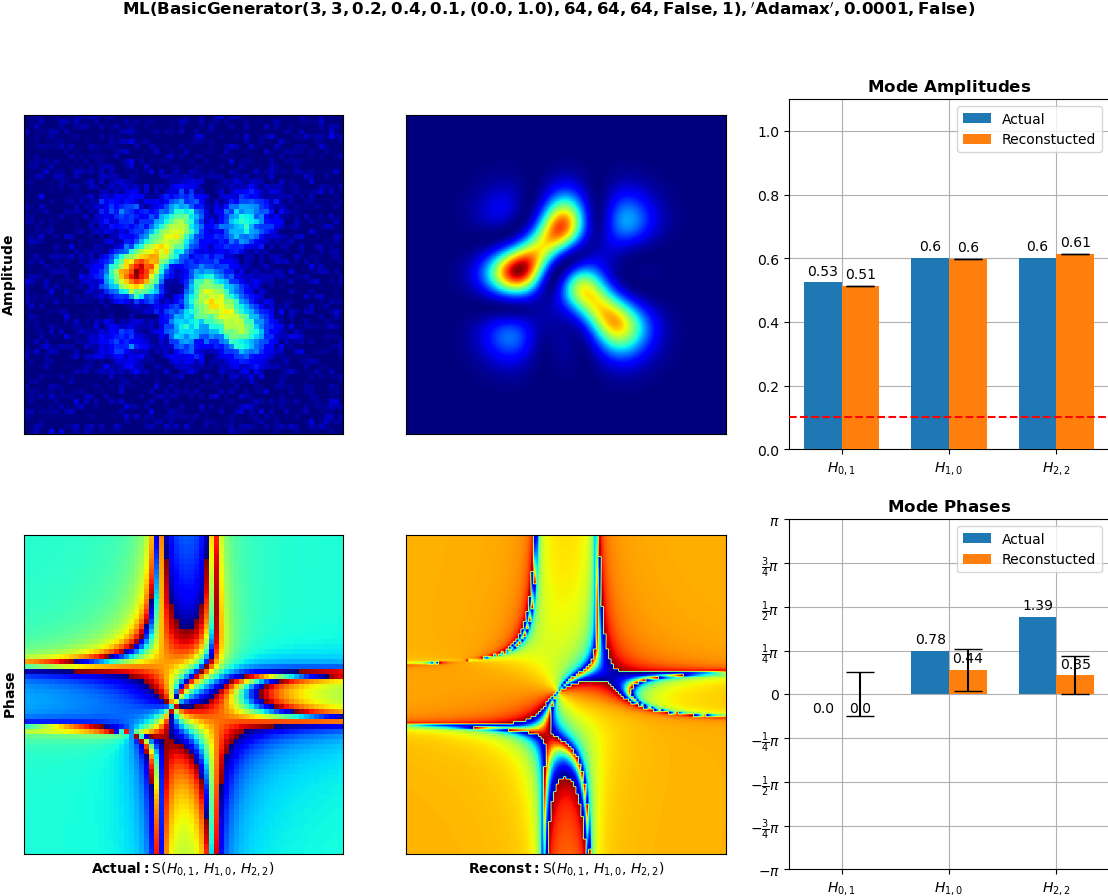 ML(BasicGenerator(3, 3, 0.2, 0.4, 0.1, (0.0, 1.0), 64, 64, 64, False, 1), ′Adamax′, 0.0001, False)
Amplitude
Mode Amplitudes
Actual
Reconstucted
1.0
0.8
0.6
0.4
0.2
0.0
0.53
0.51
0.6
0.6
0.6
0.61
H0, 1
H1, 0
H2, 2
Phase
Actual: S(H0, 1, H1, 0, H2, 2)
Reconst: S(H0, 1, H1, 0, H2, 2)
Mode Phases
Actual
Reconstucted
π
3/4π
1/2π
1/4π
0
−1/4π
−1/2π
−3/4π
−π
0.0
0.0
0.78
0.44
1.39
0.35
H0, 1
H1, 0
H2, 2